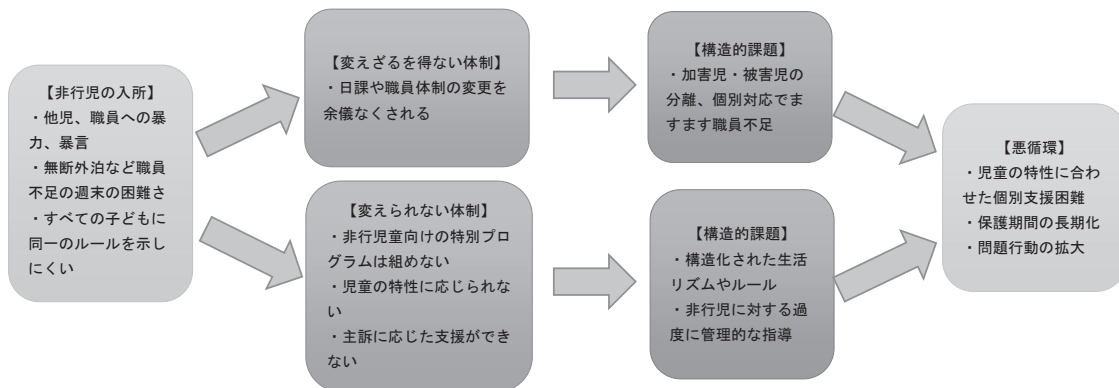 【非行児の入所】
・他児、職員への暴
力、暴言
・無断外泊など職員
不足の週末の困難さ
・すべての子どもに
同一のルールを示し
にくい
【変えざるを得ない体制】
・日課や職員体制の変更を
余儀なくされる
【構造的課題】
・加害児・被害児の
分離、個別対応でま
すます職員不足
【変えられない体制】
・非行児童向けの特別プロ
グラムは組めない
・児童の特性に応じられな
い
・主訴に応じた支援ができ
ない
【構造的課題】
・構造化された生活
リズムやルール
・非行児に対する過
度に管理的な指導
【悪循環】
・児童の特性に合わ
せた個別支援困難
・保護期間の長期化
・問題行動の拡大